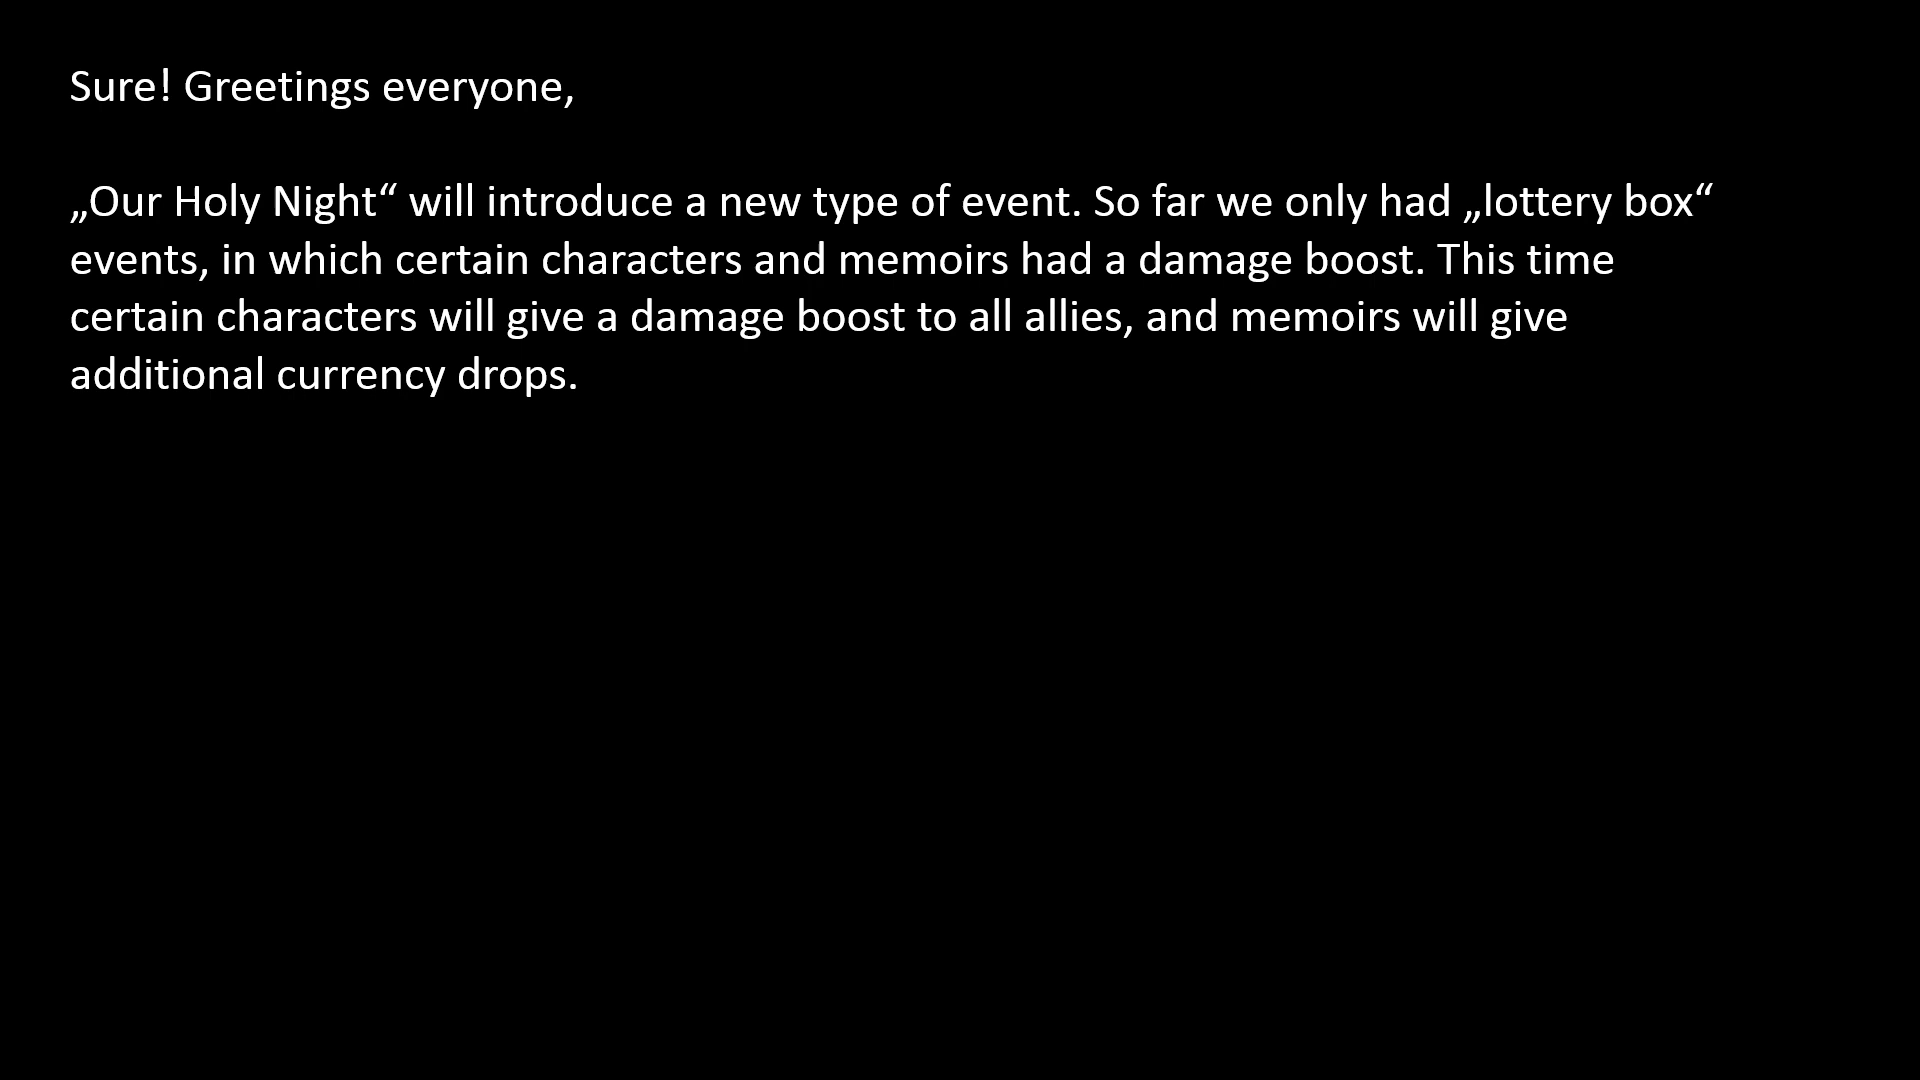 Sure! Greetings everyone,
„Our Holy Night“ will introduce a new type of event. So far we only had „lottery box“
events, in which certain characters and memoirs had a damage boost. This time
certain characters will give a damage boost to all allies, and memoirs will give
additional currency drops.